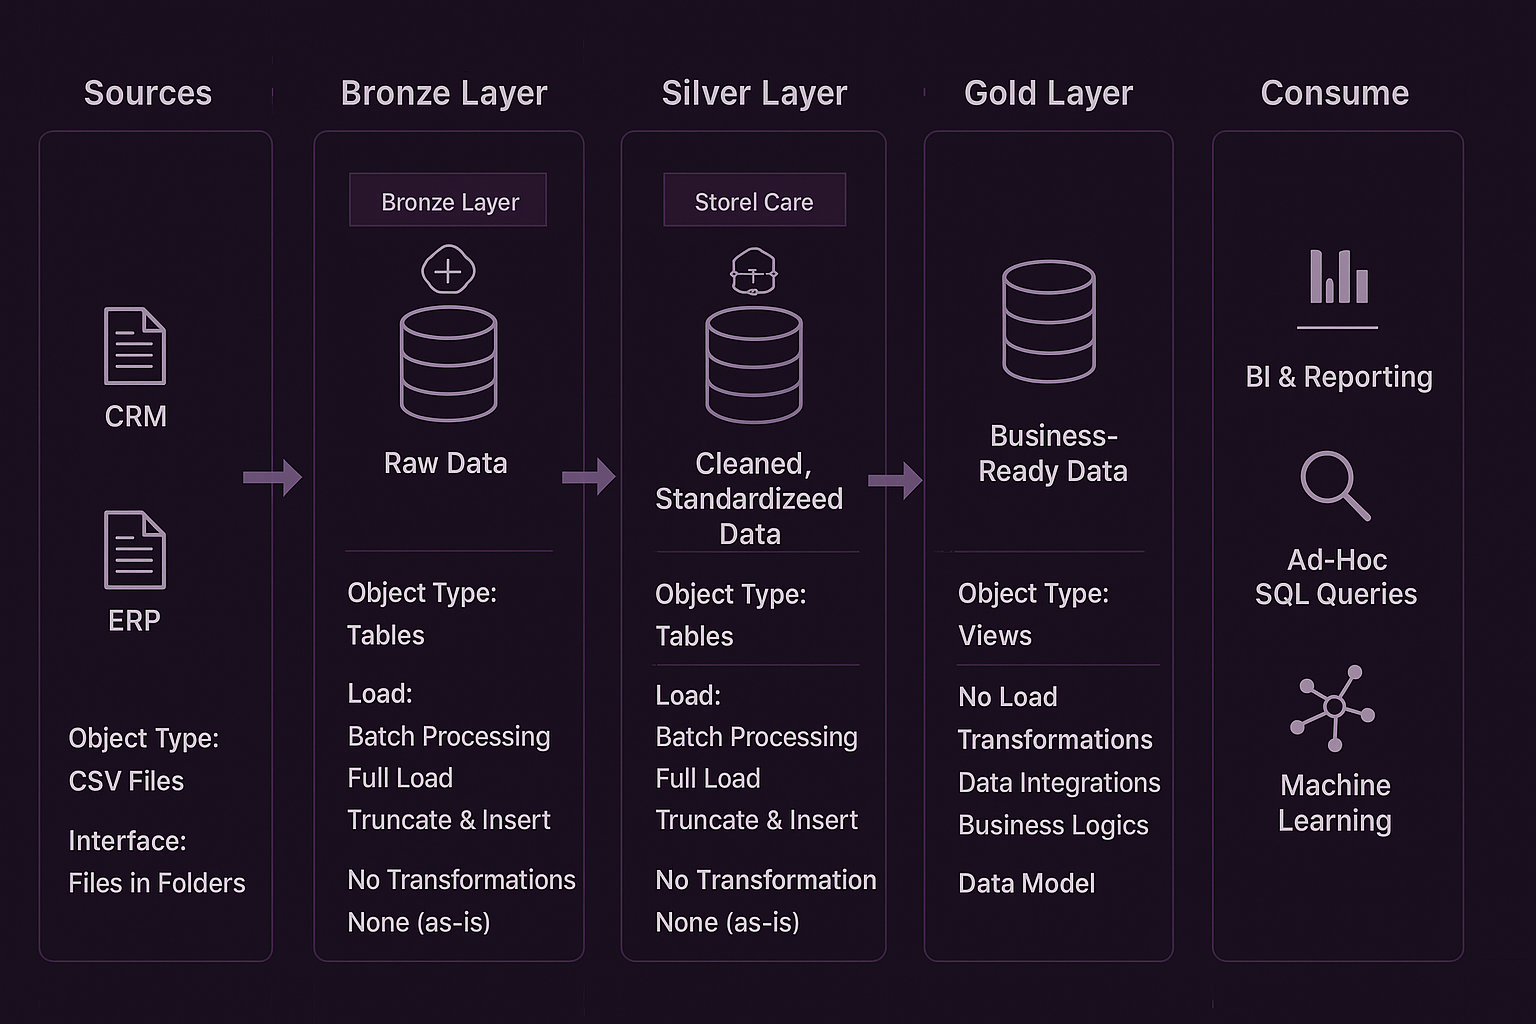 Sources
CRM
ERP
Object Type:
CSV Files
Interface:
Files in Folders
Bronze Layer
Bronze Layer
Raw Data
Object Type:
Tables
Load:
Batch Processing
Full Load
Truncate & Insert
No Transformations
None (as-is)
Silver Layer
Storel Care
Cleaned,
Standardizeed
Data
Object Type:
Tables
Load:
Batch Processing
Full Load
Truncate & Insert
No Transformation
None (as-is)
Gold Layer
Business-
Ready Data
Object Type:
Views
No Load
Transformations
Data Integrations
Business Logics
Data Model
Consume
BI & Reporting
Ad-Hoc
SQL Queries
Machine
Learning